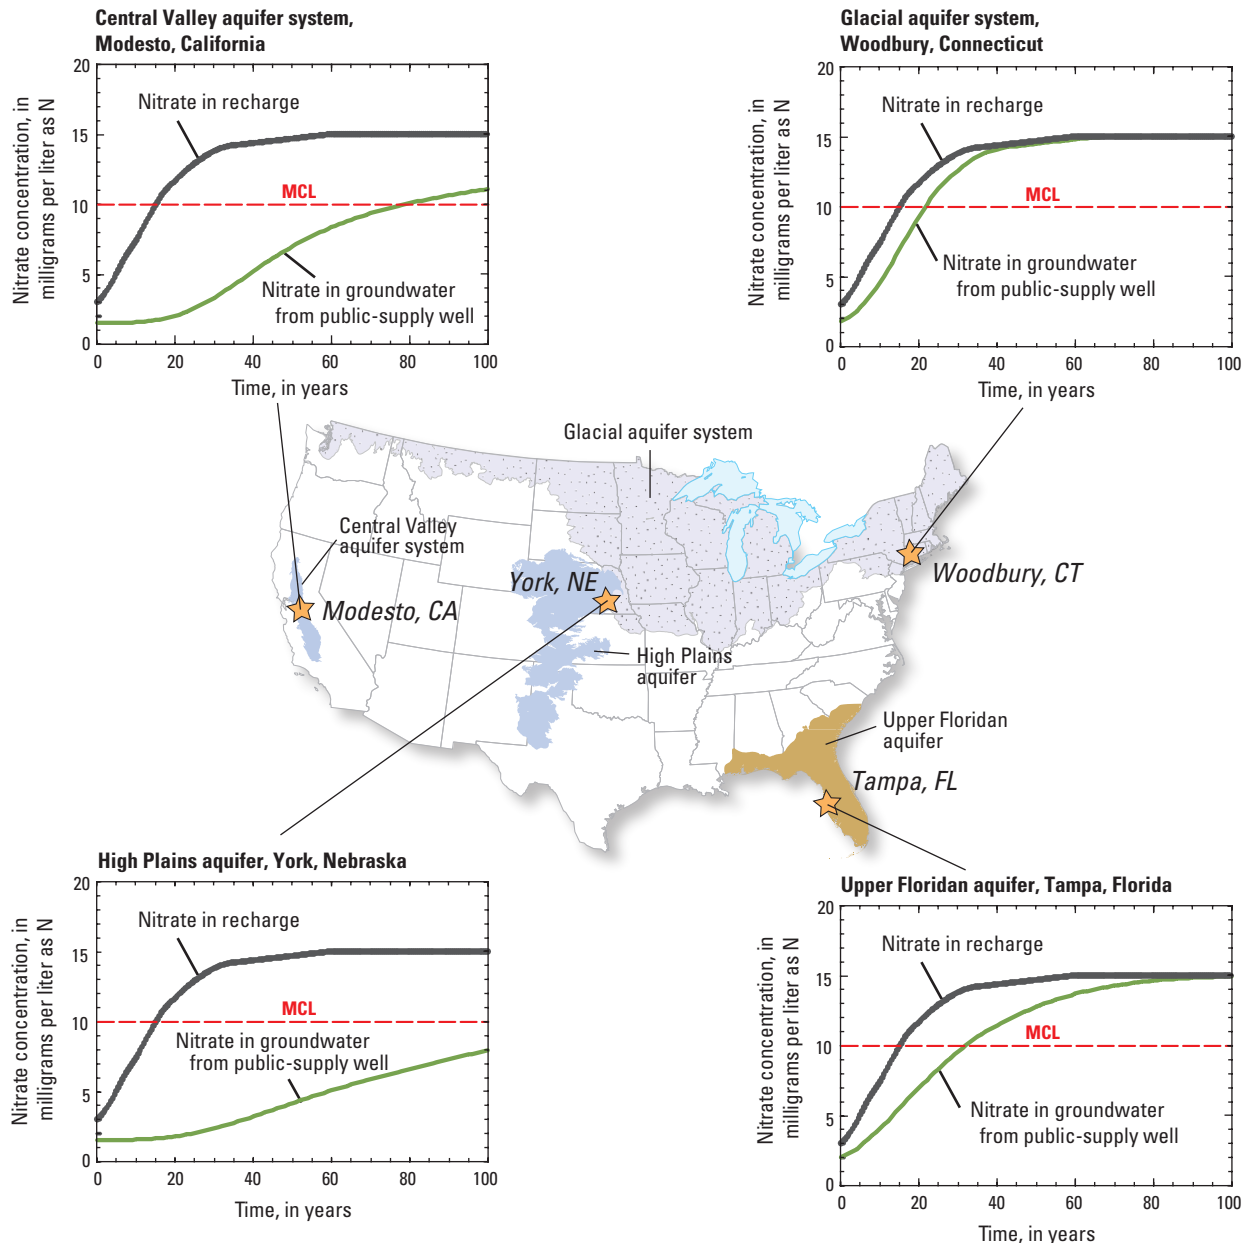 Central Valley aquifer system,
Modesto, California
Nitrate concentration, in
milligrams per liter as N
20
15
10
5
0
Nitrate in recharge
MCL
Nitrate in groundwater
from public-supply well
0 20 40 60 80 100
Time, in years
Glacial aquifer system,
Woodbury, Connecticut
Nitrate concentration, in
milligrams per liter as N
20
15
10
5
0
Nitrate in recharge
MCL
Nitrate in groundwater
from public-supply well
0 20 40 60 80 100
Time, in years
Glacial aquifer system
Central Valley
aquifer system
York, NE
Woodbury, CT
Modesto, CA
High Plains
aquifer
Upper Floridan
aquifer
Tampa, FL
High Plains aquifer, York, Nebraska
Nitrate concentration, in
milligrams per liter as N
20
15
10
5
0
Nitrate in recharge
MCL
Nitrate in groundwater
from public-supply well
0 20 40 60 80 100
Time, in years
Upper Floridan aquifer, Tampa, Florida
Nitrate concentration, in
milligrams per liter as N
20
15
10
5
0
Nitrate in recharge
MCL
Nitrate in groundwater
from public-supply well
0 20 40 60 80 100
Time, in years